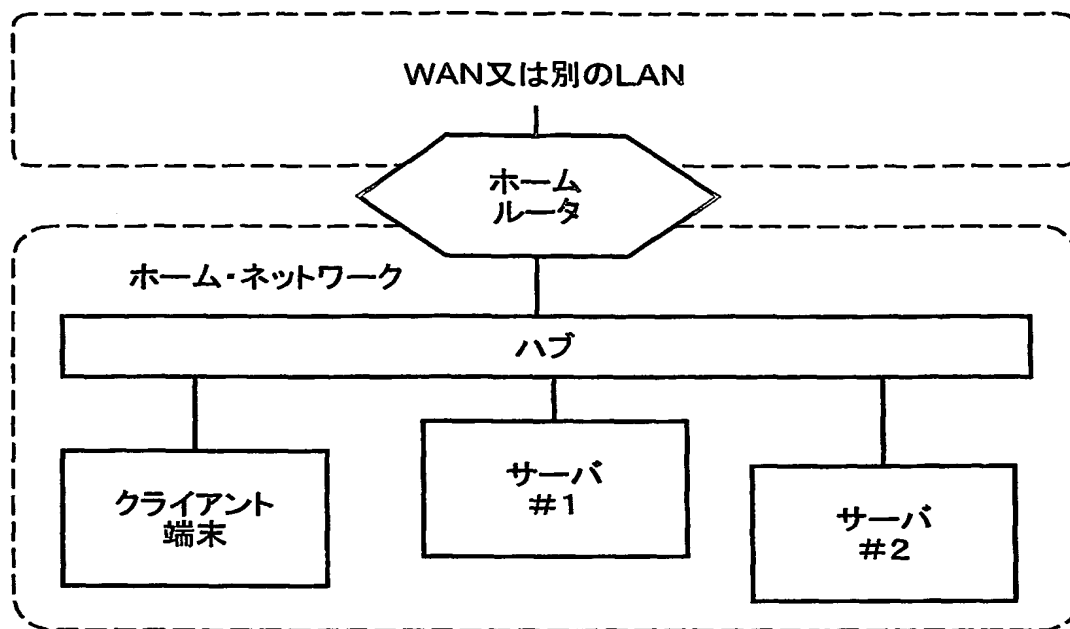 WAN又は別のLAN
ホーム
ルータ
ホーム・ネットワーク
ハブ
クライアント
端末
サーバ
#1
サーバ
#2